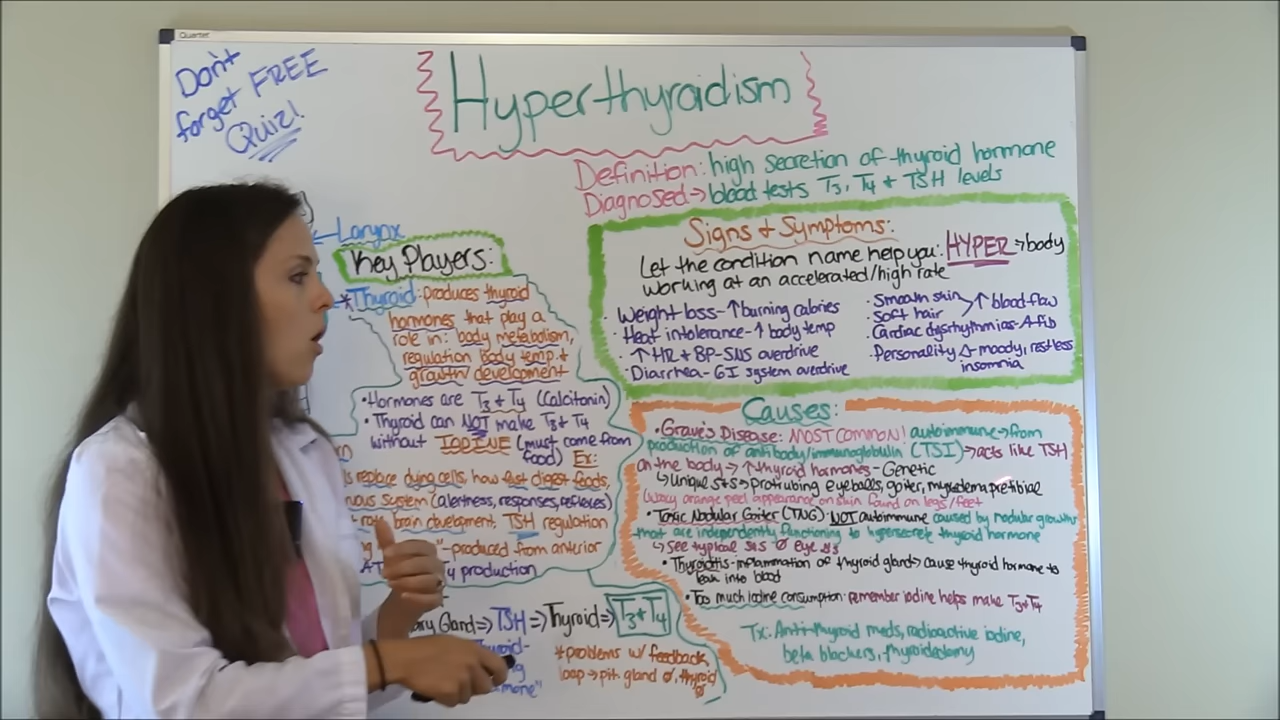 Quartet
Don't
forget FREE
Quiz!
Hyperthyroidism
Definition: high secretion of thyroid hormone
Diagnosed → blood tests T3, T4 + TSH levels
Larynx
Key Players:
*Thyroid: produces thyroid
hormones that play a
role in: body metabolism,
regulation body temp. +
growth/development
• Hormones are T3 + T4 (Calcitonin)
• Thyroid can NOT make T3 + T4
without IODINE (must come from
food) Ex:
replace dying cells, how fast digest foods,
system (alertness, responses, reflexes)
brain development, TSH regulation
"-produced from anterior
T4 production
Gland => TSH => Thyroid => T3 + T4
*problems w/ feedback
loop → pit gland Ø, thyroid
Ø
Signs + Symptoms:
Let the condition name help you: HYPER → body
working at an accelerated/high rate
• Weight loss - ↑ burning calories
• Heat intolerance - ↑ body temp
• ↑ HR + BP - SNS overdrive
• Diarrhea - GI system overdrive
• Smooth skin
• Soft hair
↑ blood flow
• Cardiac dysrhythmias - A fib
• Personality Δ - moody, restless
insomnia
Causes:
• Grave's Disease: MOST COMMON! autoimmune → from
production of antibody/immunoglobulin (TSI) → acts like TSH
on the body → ↑ thyroid hormones - Genetic
↳ Unique s+s → protrubing eyeballs, goiter, myxedema pretibial
(waxy orange peel appearance on skin found on legs/feet
• Toxic Nodular Goiter (TNG): NOT autoimmune caused by nodular growths
that are independently functioning to hypersecrete thyroid hormone
↳ see typical s+s Ø eye
• Thyroiditis - inflammation of thyroid gland → cause thyroid hormone to
leak into blood
• Too much iodine consumption: remember iodine helps make T3 + T4
Tx: Anti-thyroid meds, radioactive iodine,
beta blockers, thyroidectomy